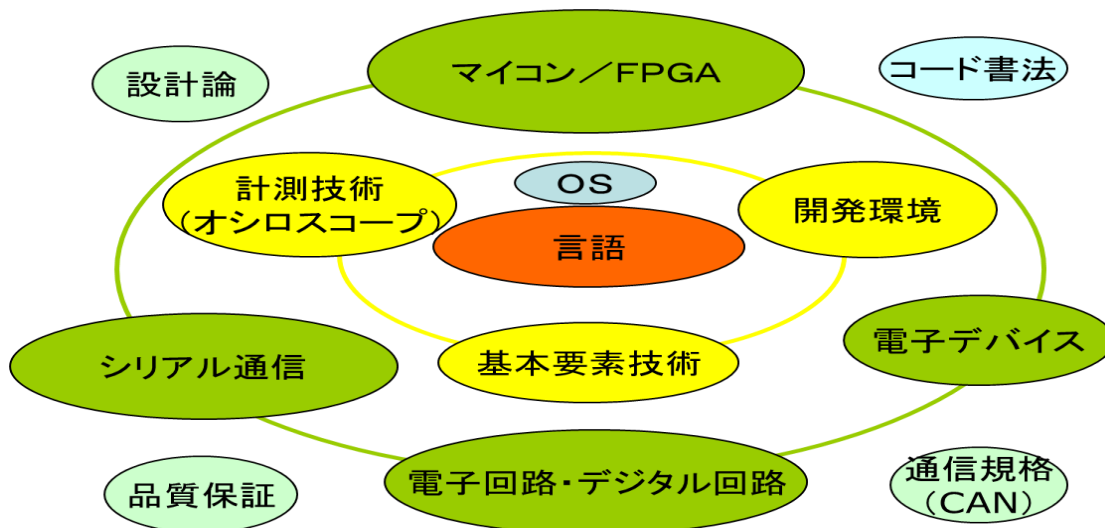 マイコン／FPGA
設計論
コード書法
OS
計測技術
(オシロスコープ)
開発環境
言語
電子デバイス
シリアル通信
基本要素技術
電子回路・デジタル回路
通信規格
(CAN)
品質保証